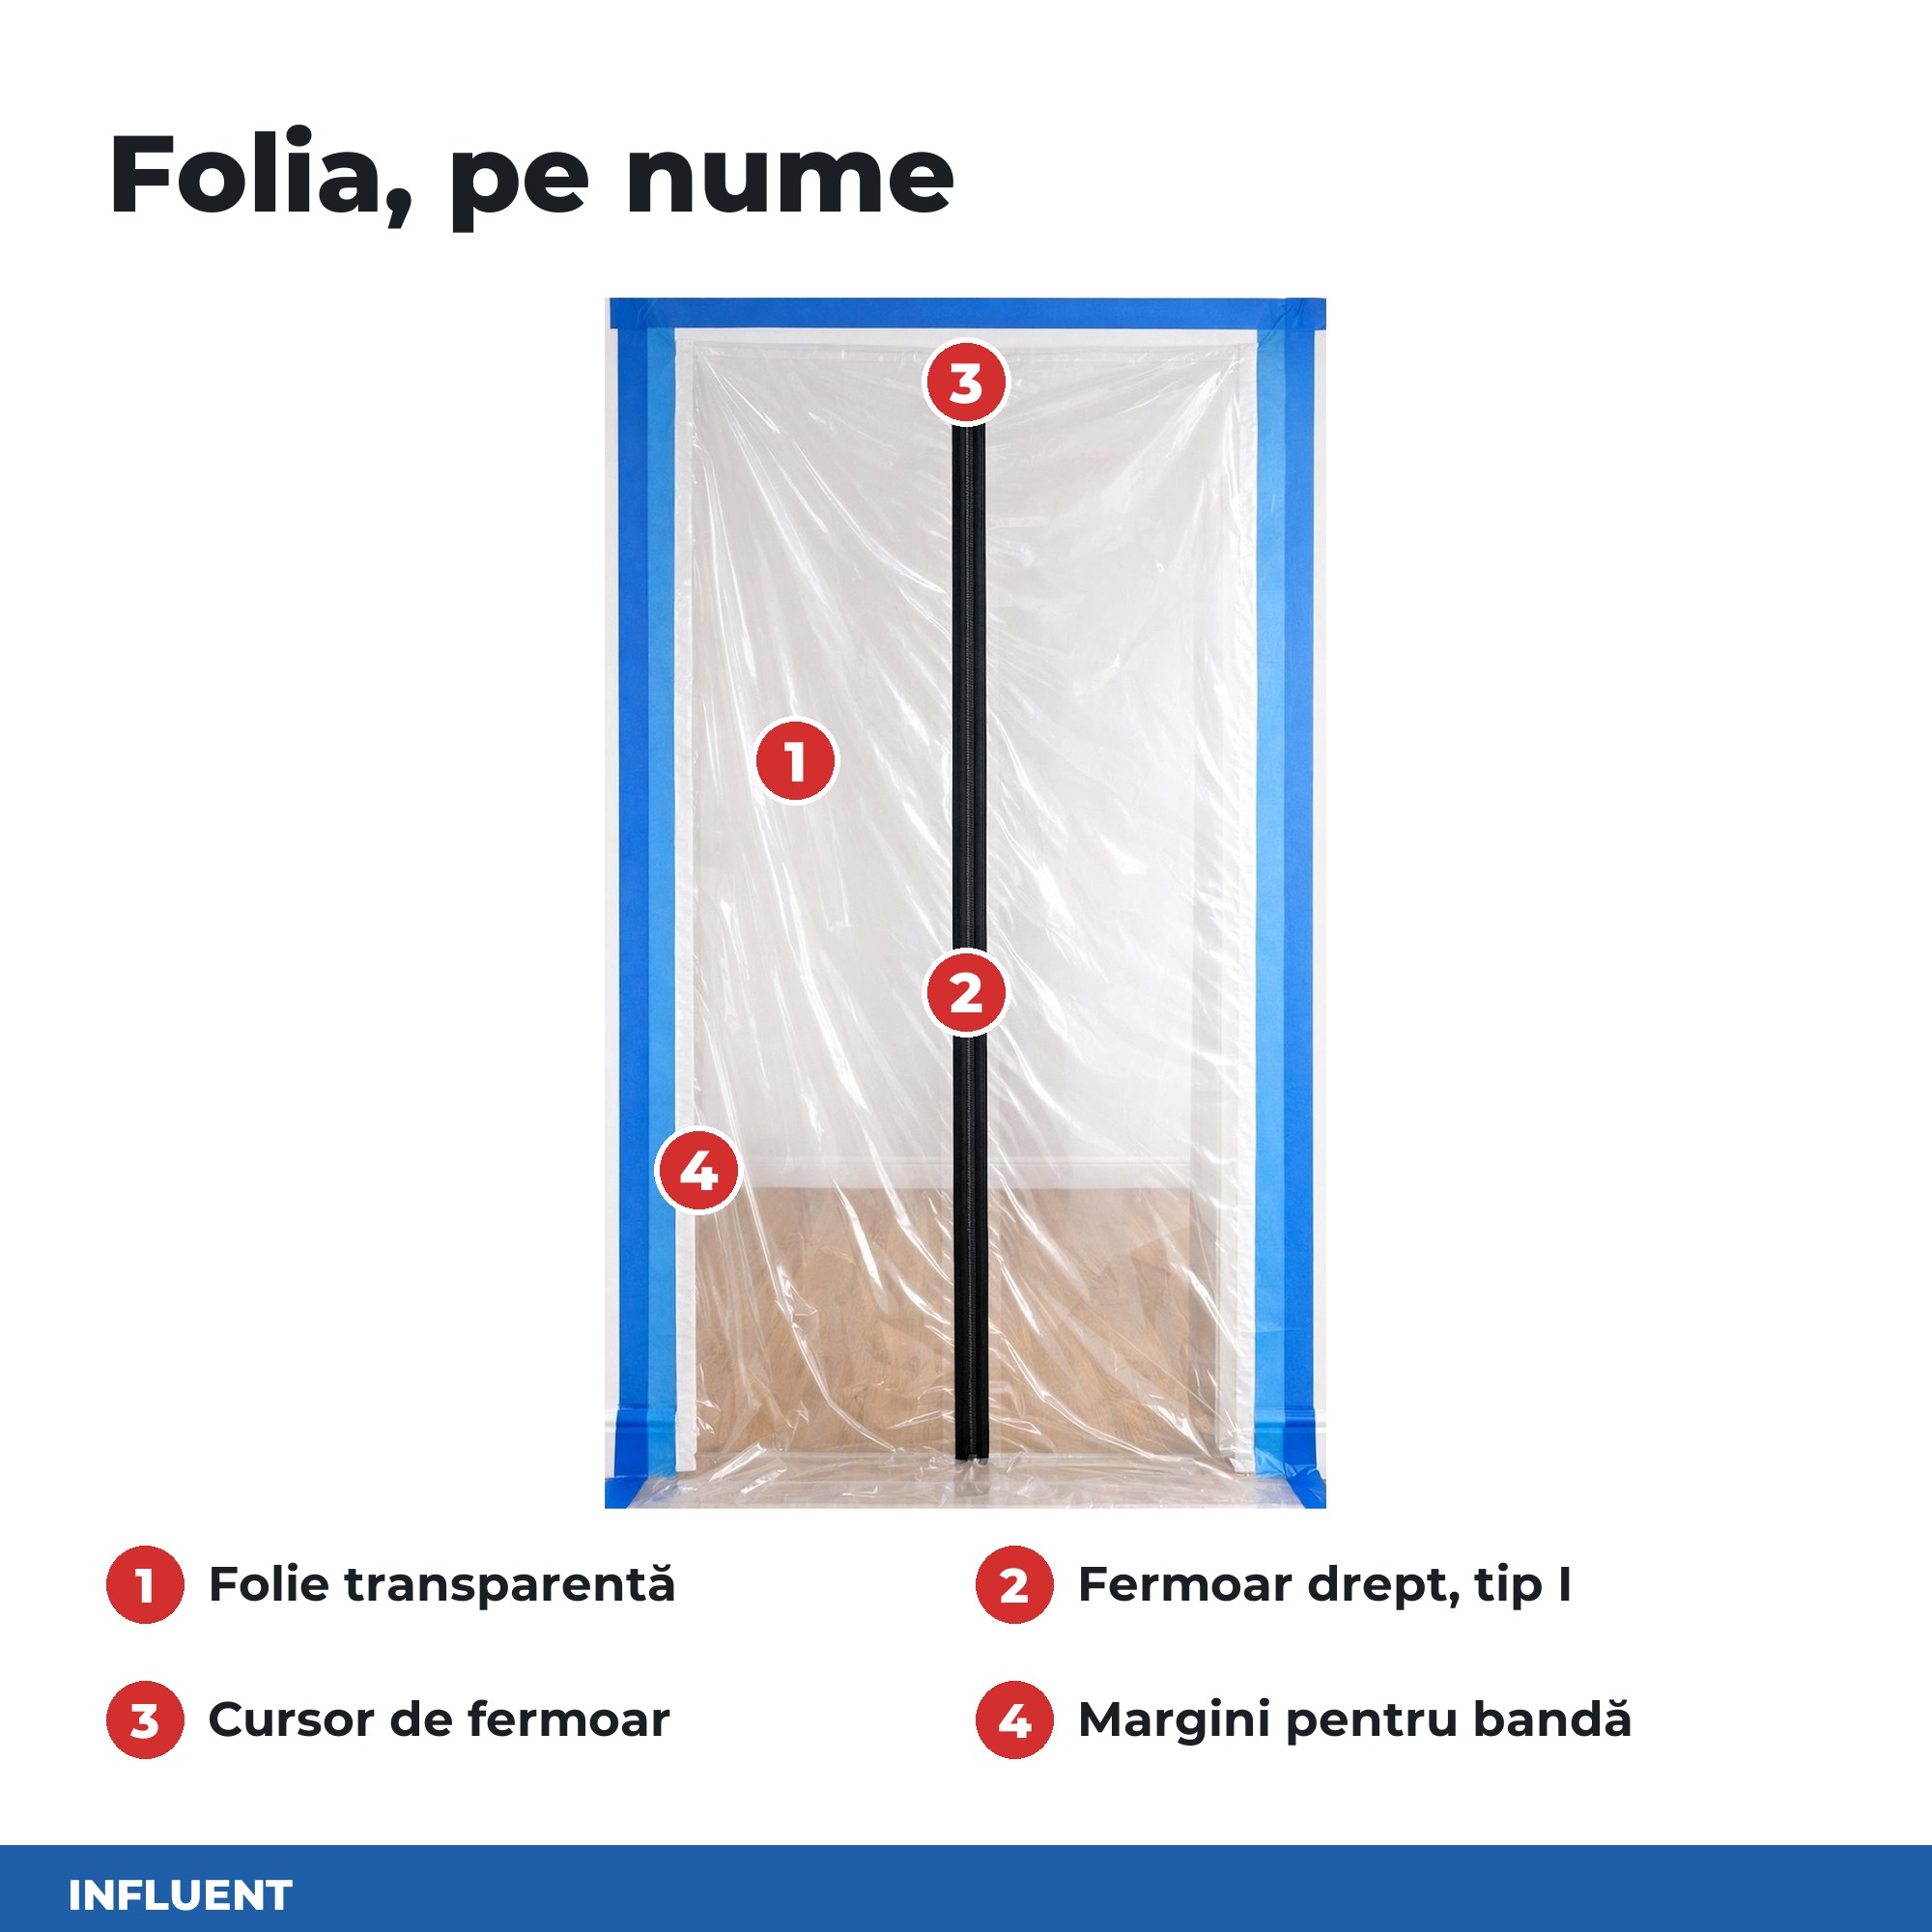 Folia, pe nume
3
1
2
4
1 Folie transparentă
2 Fermoar drept, tip I
3 Cursor de fermoar
4 Margini pentru bandă
INFLUENT